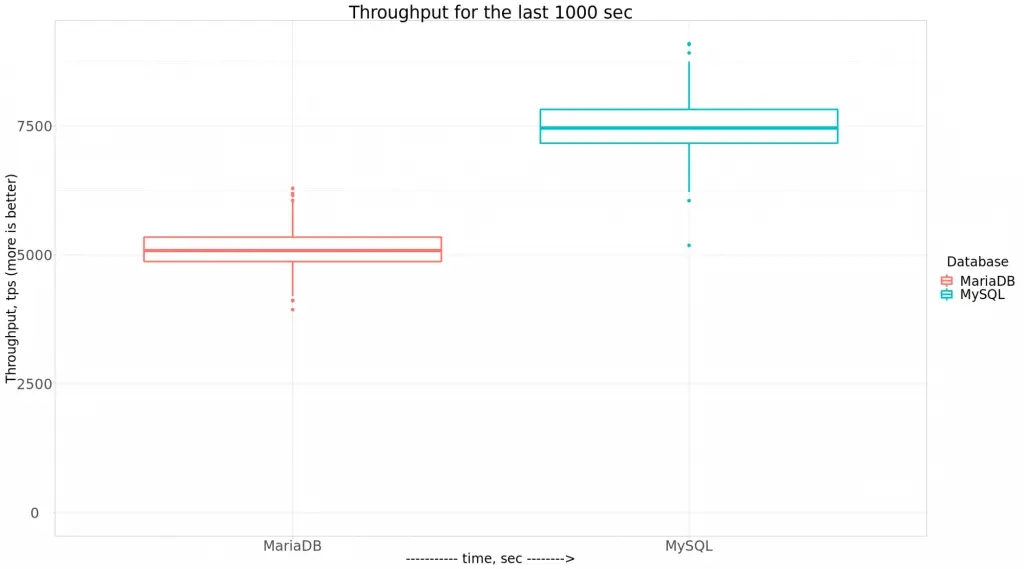 Throughput for the last 1000 sec
Throughput, tps (more is better)
7500
5000
2500
0
MariaDB
MySQL
----------- time, sec -------->
Database
MariaDB
MySQL